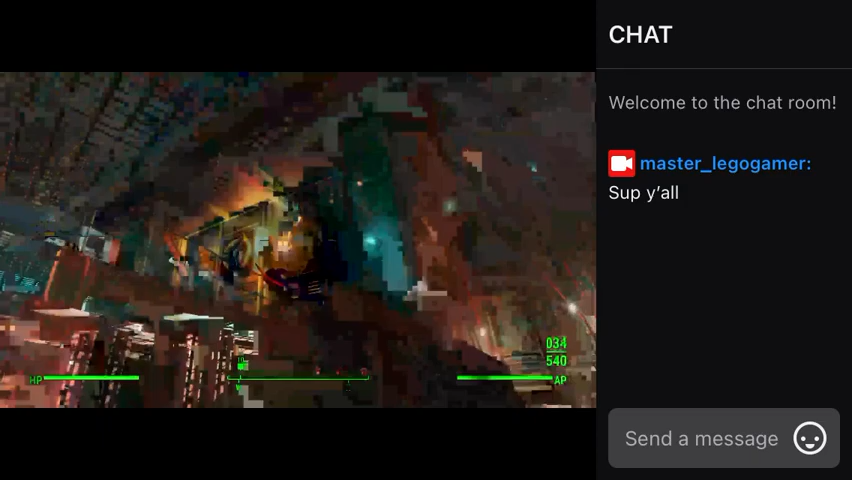 CHAT
Welcome to the chat room!
master_legogamer:
Sup y’all
034
540
HP
AP
Send a message